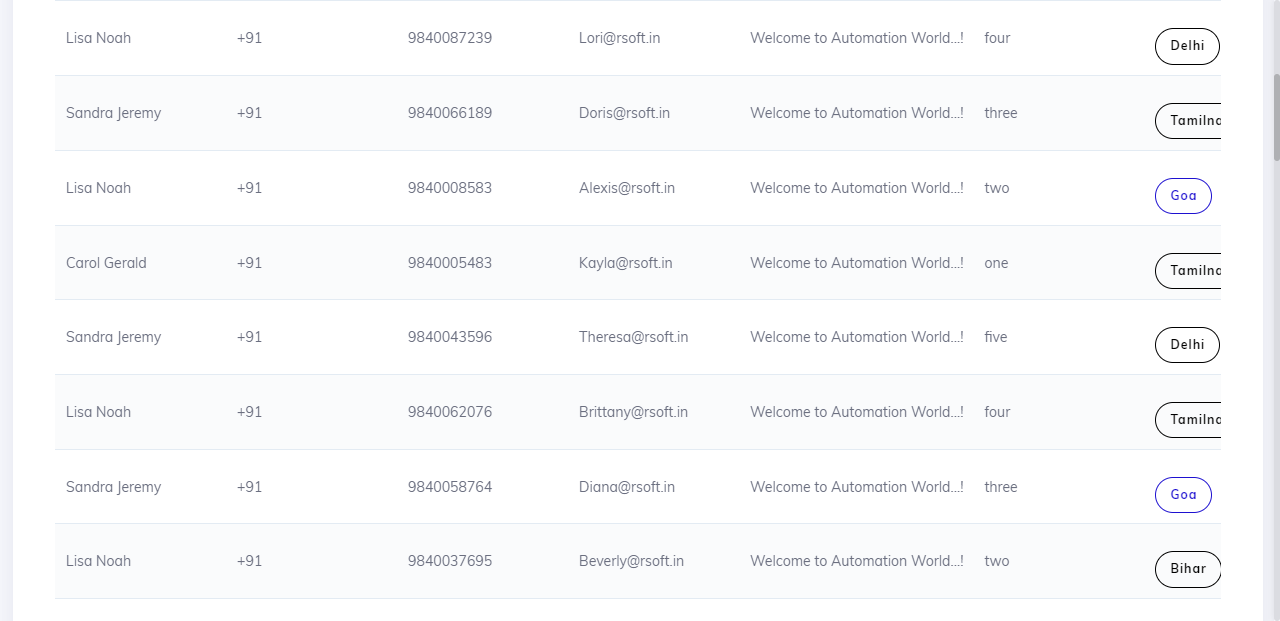 Lisa Noah +91 9840087239 Lori@rsoft.in Welcome to Automation World...! four Delhi
Sandra Jeremy +91 9840066189 Doris@rsoft.in Welcome to Automation World...! three Tamilna
Lisa Noah +91 9840008583 Alexis@rsoft.in Welcome to Automation World...! two Goa
Carol Gerald +91 9840005483 Kayla@rsoft.in Welcome to Automation World...! one Tamilna
Sandra Jeremy +91 9840043596 Theresa@rsoft.in Welcome to Automation World...! five Delhi
Lisa Noah +91 9840062076 Brittany@rsoft.in Welcome to Automation World...! four Tamilna
Sandra Jeremy +91 9840058764 Diana@rsoft.in Welcome to Automation World...! three Goa
Lisa Noah +91 9840037695 Beverly@rsoft.in Welcome to Automation World...! two Bihar